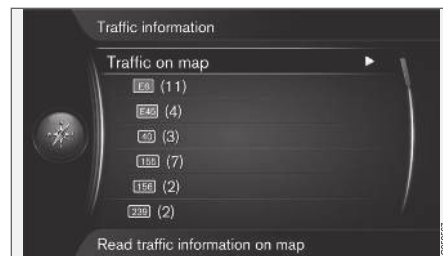 Traffic information
Traffic on map
E6 (11)
E45 (4)
40 (3)
155 (7)
156 (2)
239 (2)
Read traffic information on map